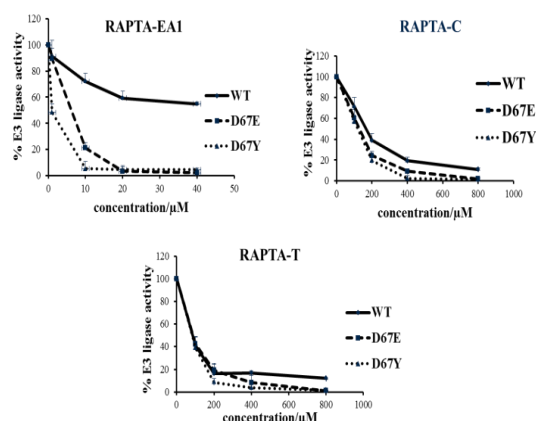 RAPTA-EA1
% E3 ligase activity
120
100
80
60
40
20
0
0 10 20 30 40 50
concentration/µM
WT
D67E
D67Y
RAPTA-C
% E3 ligase activity
120
100
80
60
40
20
0
0 200 400 600 800 1000
concentration/µM
WT
D67E
D67Y
RAPTA-T
% E3 ligase activity
120
100
80
60
40
20
0
0 200 400 600 800 1000
concentration/µM
WT
D67E
D67Y